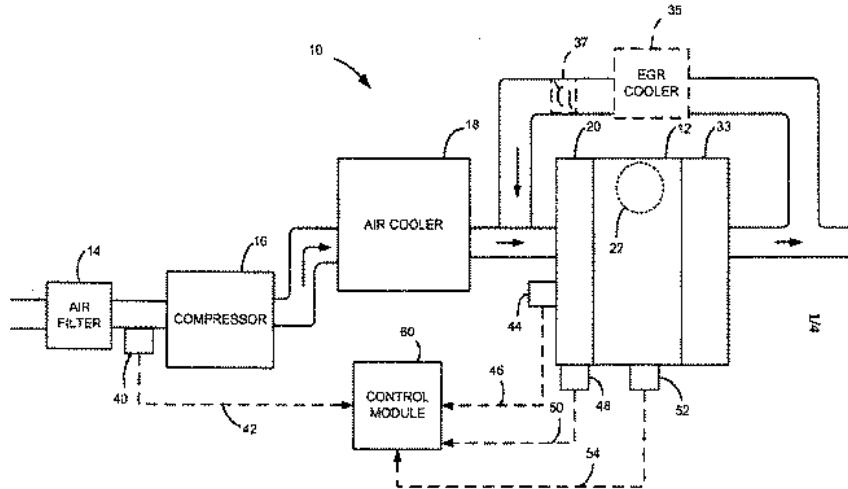 35
37
10
EGR
COOLER
18
20
12
33
AIR COOLER
22
16
14
AIR
FILTER
COMPRESSOR
44
1/4
60
40
CONTROL
MODULE
46
48
52
42
50
54